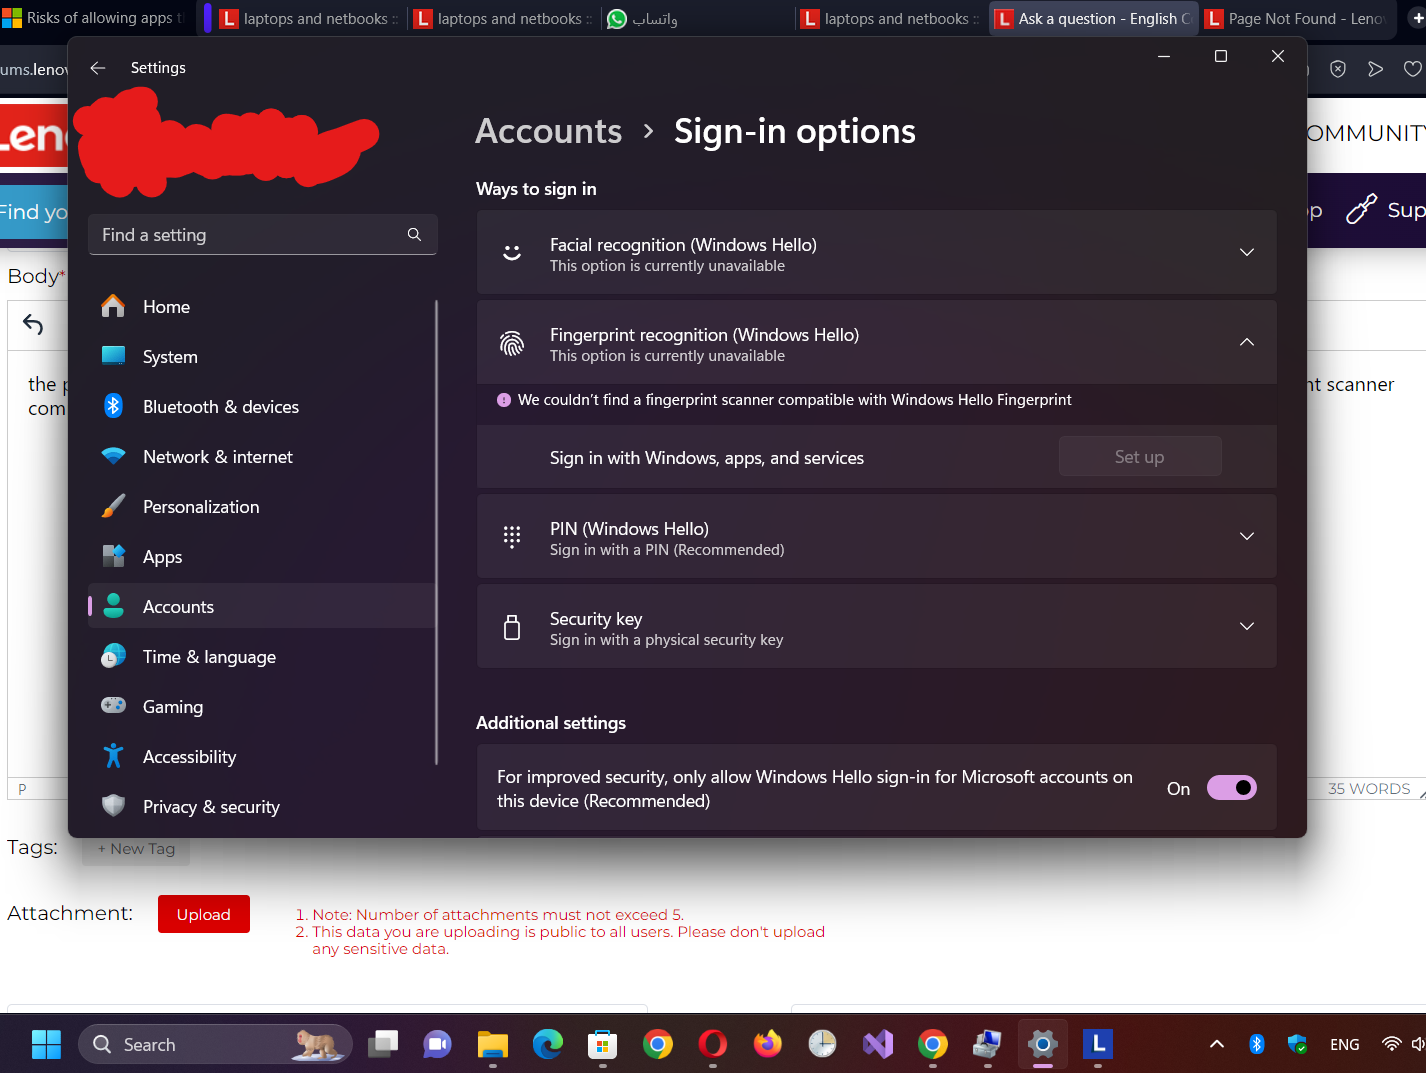 Risks of allowing apps t
laptops and netbooks ::
laptops and netbooks ::
واتساب
laptops and netbooks ::
Ask a question - English C
Page Not Found - Leno
ums.lenov
Settings
Leno
Accounts > Sign-in options
OMMUNITY
Find yo
Sup
Ways to sign in
Find a setting
Facial recognition (Windows Hello)
This option is currently unavailable
Body*
Home
Fingerprint recognition (Windows Hello)
This option is currently unavailable
System
the p
nt scanner
com
We couldn't find a fingerprint scanner compatible with Windows Hello Fingerprint
Bluetooth & devices
Network & internet
Sign in with Windows, apps, and services
Set up
Personalization
PIN (Windows Hello)
Sign in with a PIN (Recommended)
Apps
Accounts
Security key
Sign in with a physical security key
Time & language
Gaming
Additional settings
Accessibility
For improved security, only allow Windows Hello sign-in for Microsoft accounts on
this device (Recommended)
On
P
35 WORDS
Privacy & security
Tags:
+ New Tag
Attachment:
Upload
1. Note: Number of attachments must not exceed 5.
2. This data you are uploading is public to all users. Please don't upload
any sensitive data.
Search
L
ENG